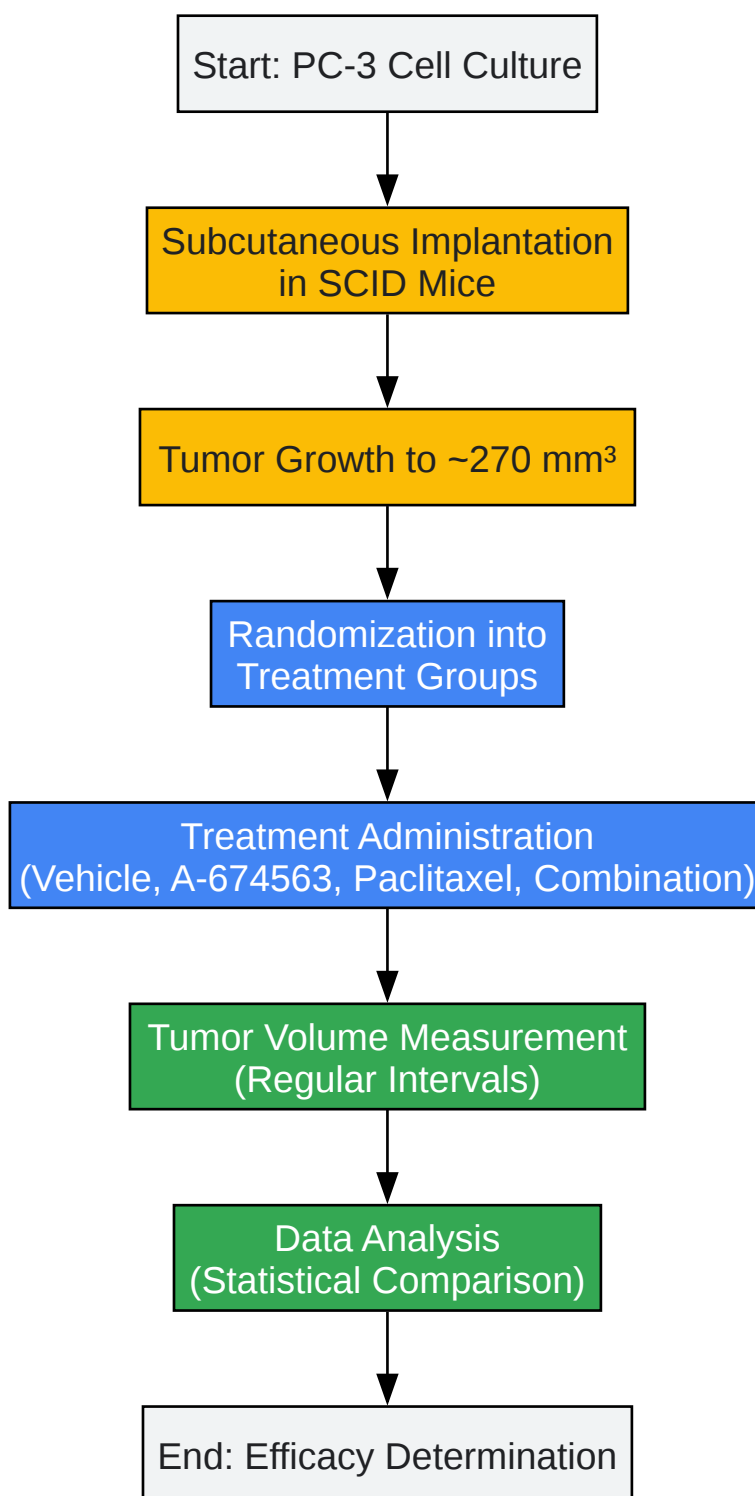 Start: PC-3 Cell Culture
Subcutaneous Implantation
in SCID Mice
Tumor Growth to ~270 mm³
Randomization into
Treatment Groups
Treatment Administration
(Vehicle, A-674563, Paclitaxel, Combination)
Tumor Volume Measurement
(Regular Intervals)
Data Analysis
(Statistical Comparison)
End: Efficacy Determination